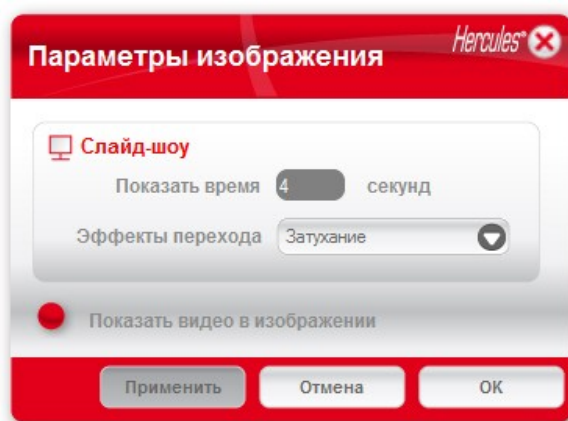 Hercules®
Параметры изображения
Слайд-шоу
Показать время 4 секунд
Эффекты перехода Затухание
Показать видео в изображении
Применить Отмена OK